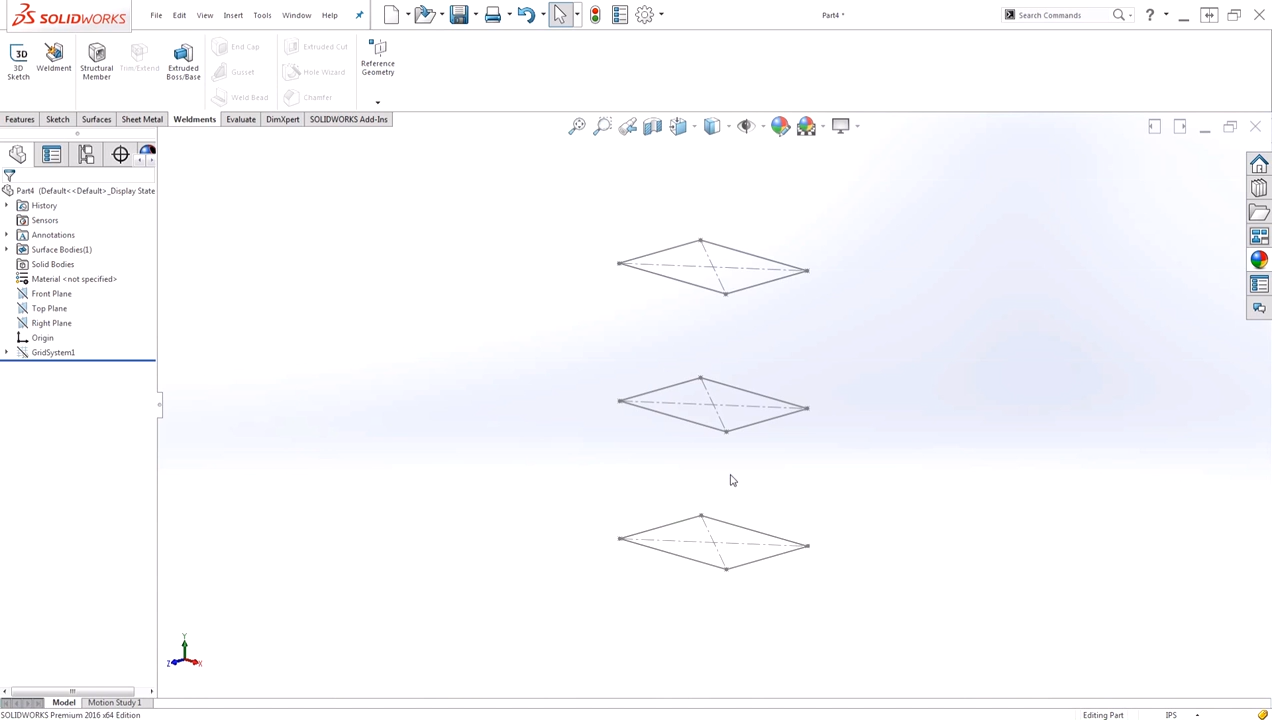 SOLIDWORKS File Edit View Insert Tools Window Help Part4 * Search Commands
3D Sketch Weldment Structural Member Trim/Extend Extruded Boss/Base End Cap Gusset Weld Bead Extruded Cut Hole Wizard Chamfer Reference Geometry
Features Sketch Surfaces Sheet Metal Weldments Evaluate DimXpert SOLIDWORKS Add-Ins
Part4 (Default<<Default>_Display State
History
Sensors
Annotations
Surface Bodies(1)
Solid Bodies
Material <not specified>
Front Plane
Top Plane
Right Plane
Origin
GridSystem1
Y
Z X
Model Motion Study 1
SOLIDWORKS Premium 2016 x64 Edition Editing Part IPS